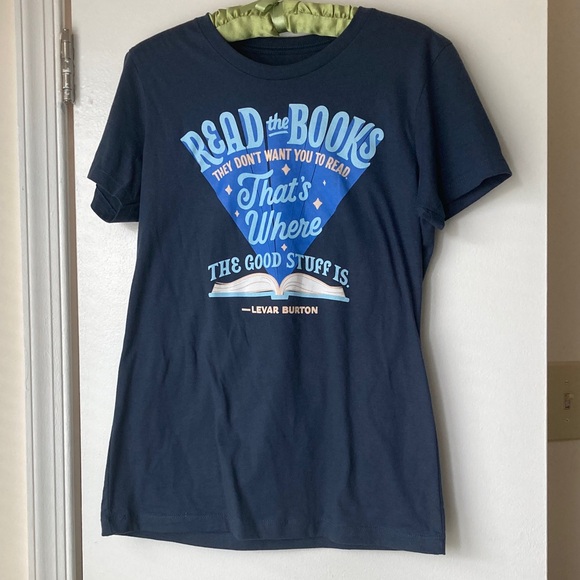 READ the BOOKS
THEY DON'T WANT YOU TO READ.
That's
Where
THE GOOD STUFF IS.
—LEVAR BURTON